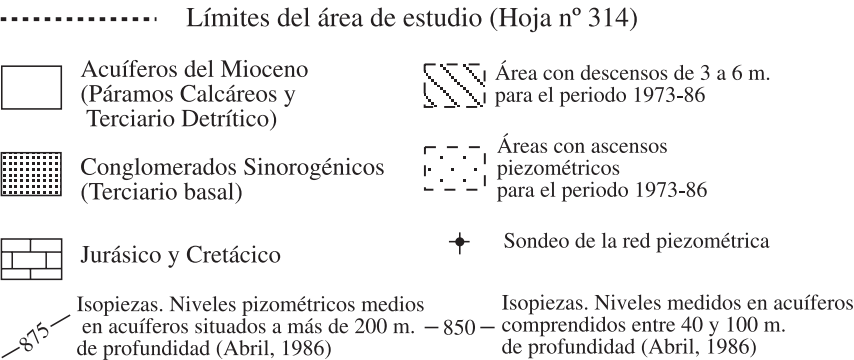 Límites del área de estudio (Hoja nº 314)
Acuíferos del Mioceno
(Páramos Calcáreos y
Terciario Detrítico)
Conglomerados Sinorogénicos
(Terciario basal)
Jurásico y Cretácico
875
Isopiezas. Niveles pizométricos medios
en acuíferos situados a más de 200 m.
de profundidad (Abril, 1986)
Área con descensos de 3 a 6 m.
para el periodo 1973-86
Áreas con ascensos
piezométricos
para el periodo 1973-86
Sondeo de la red piezométrica
850
Isopiezas. Niveles medidos en acuíferos
comprendidos entre 40 y 100 m.
de profundidad (Abril, 1986)